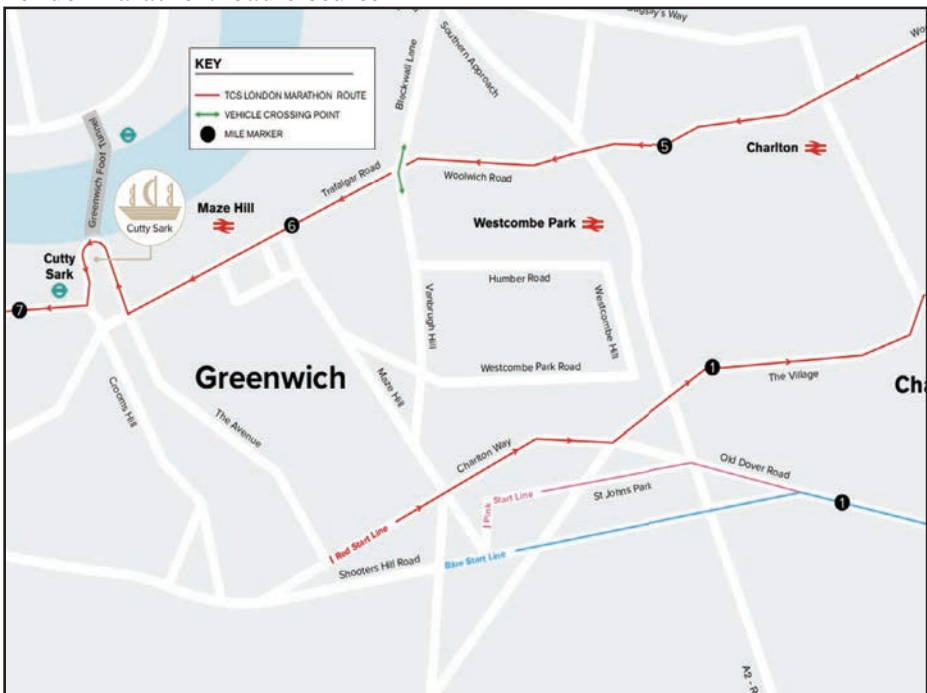 Bugsby's Way
KEY
TCS LONDON MARATHON ROUTE
VEHICLE CROSSING POINT
MILE MARKER
Blackwall Lane
Southern Approach
Greenwich Foot Tunnel
5
Charlton
Woolwich Road
Trafalgar Road
Maze Hill
Westcombe Park
Cutty Sark
6
Cutty
Sark
7
Humber Road
Vanbrugh Hill
Westcombe Hill
Westcombe Park Road
Greenwich
Maze Hill
1
The Village
Cha
Crooms Hill
The Avenue
Charlton Way
Old Dover Road
Pink Start Line
St Johns Park
1
Red Start Line
Blue Start Line
Shooters Hill Road
A2 - R